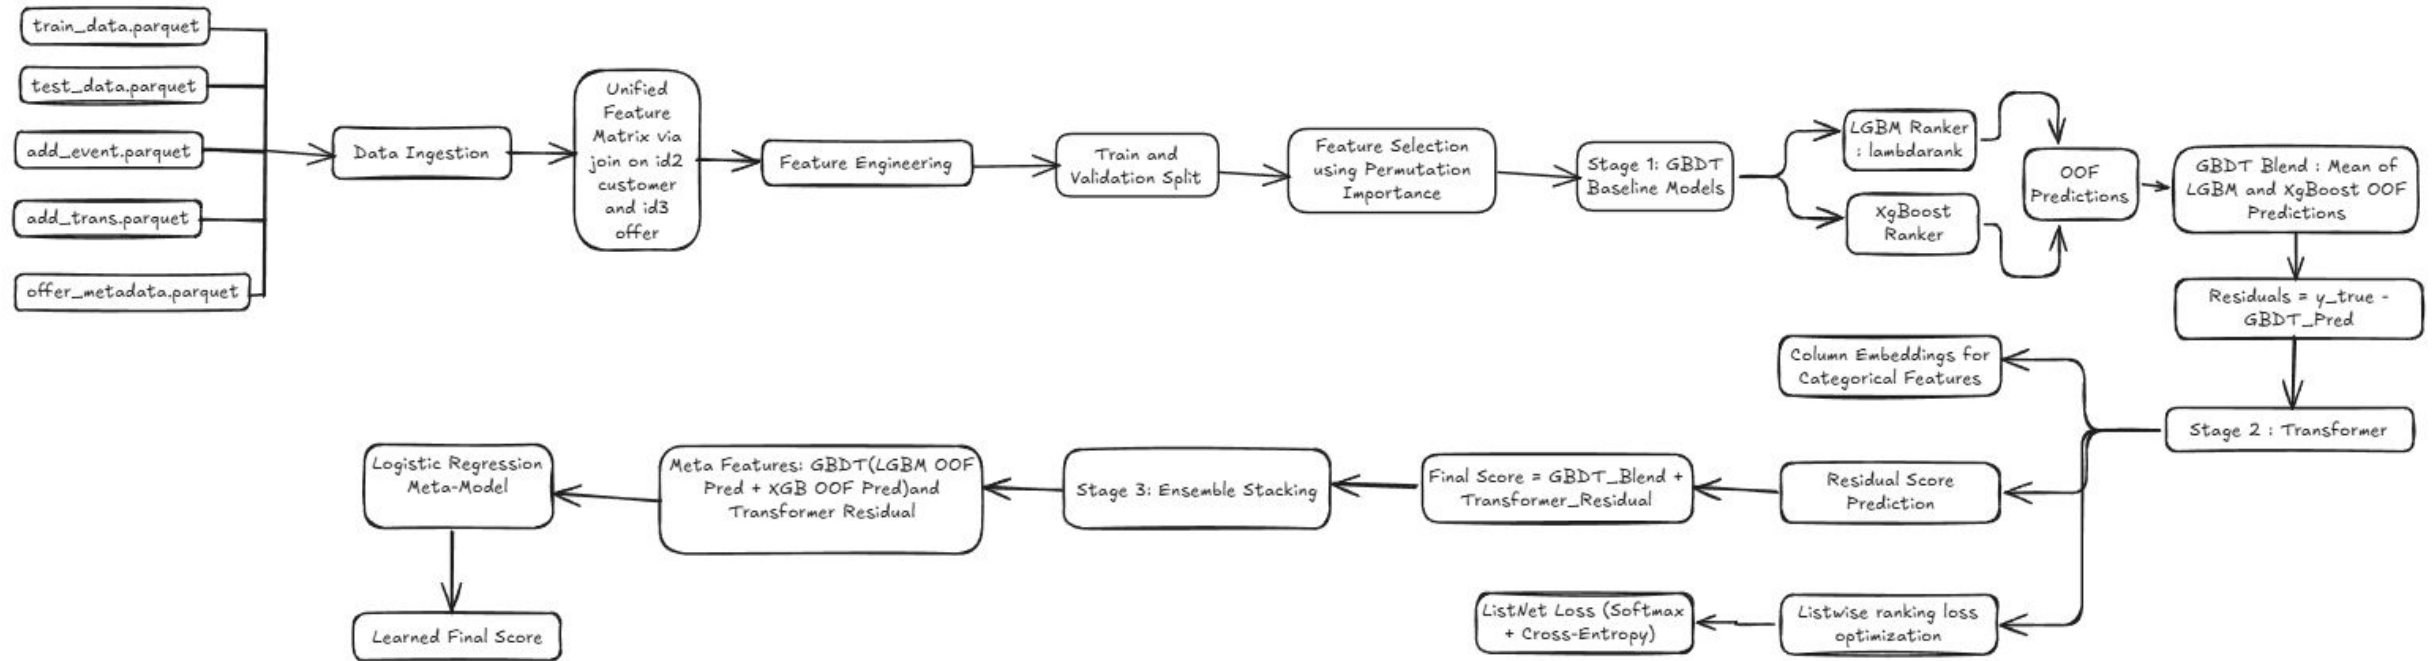 train_data.parquet
test_data.parquet
add_event.parquet
add_trans.parquet
offer_metadata.parquet
Data Ingestion
Unified
Feature
Matrix via
join on id2
customer
and id3
offer
Feature Engineering
Train and
Validation Split
Feature Selection
using Permutation
Importance
Stage 1: GBDT
Baseline Models
LGBM Ranker
: lambdarank
XgBoost
Ranker
OOF
Predictions
GBDT Blend : Mean of
LGBM and XgBoost OOF
Predictions
Residuals = y_true -
GBDT_Pred
Stage 2 : Transformer
Column Embeddings for
Categorical Features
Residual Score
Prediction
Listwise ranking loss
optimization
ListNet Loss (Softmax
+ Cross-Entropy)
Final Score = GBDT_Blend +
Transformer_Residual
Stage 3: Ensemble Stacking
Meta Features: GBDT(LGBM OOF
Pred + XGB OOF Pred)and
Transformer Residual
Logistic Regression
Meta-Model
Learned Final Score